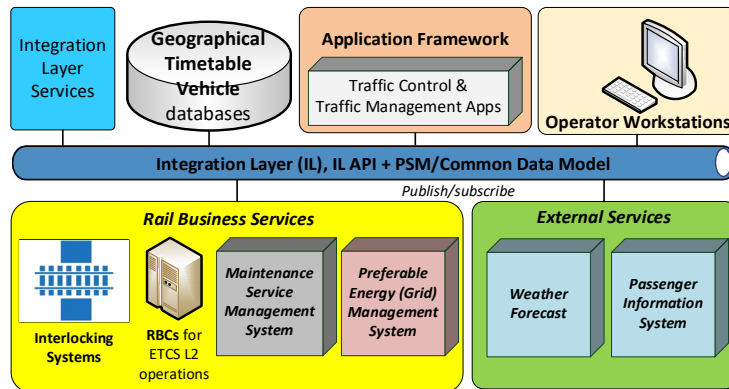 Integration
Layer
Services
Geographical
Timetable
Vehicle
databases
Application Framework
Traffic Control &
Traffic Management Apps
Operator Workstations
Integration Layer (IL), IL API + PSM/Common Data Model
Publish/subscribe
Rail Business Services
Interlocking
Systems
RBCs for
ETCS L2
operations
Maintenance
Service
Management
System
Preferable
Energy (Grid)
Management
System
External Services
Weather
Forecast
Passenger
Information
System